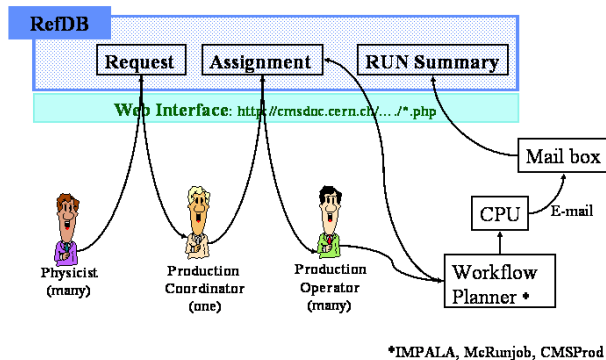 RefDB
Request
Assignment
RUN Summary
Web Interface: http://cmsdoc.cern.ch/..../*.php
Mail box
CPU
E-mail
Physicist
(many)
Production
Coordinator
(one)
Production
Operator
(many)
Workflow
Planner *
*IMPALA, McRunjob, CMSProd